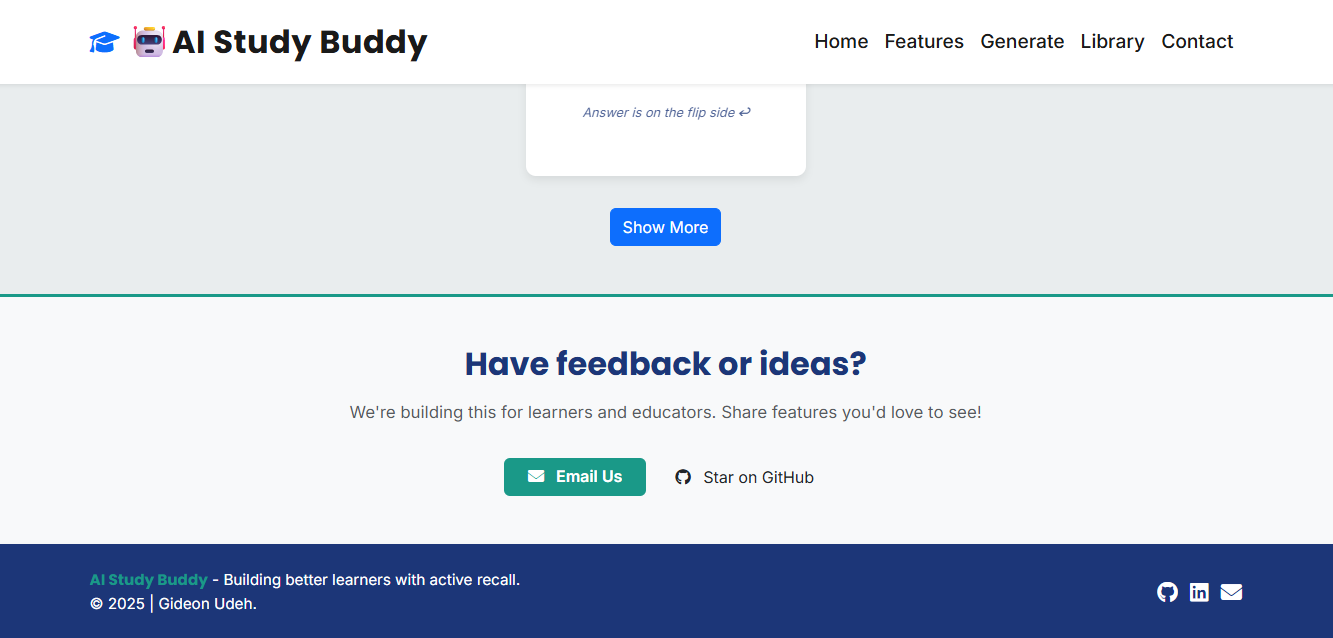 AI Study Buddy
Home Features Generate Library Contact
Answer is on the flip side ↩
Show More
Have feedback or ideas?
We're building this for learners and educators. Share features you'd love to see!
Email Us
Star on GitHub
AI Study Buddy - Building better learners with active recall.
© 2025 | Gideon Udeh.
in